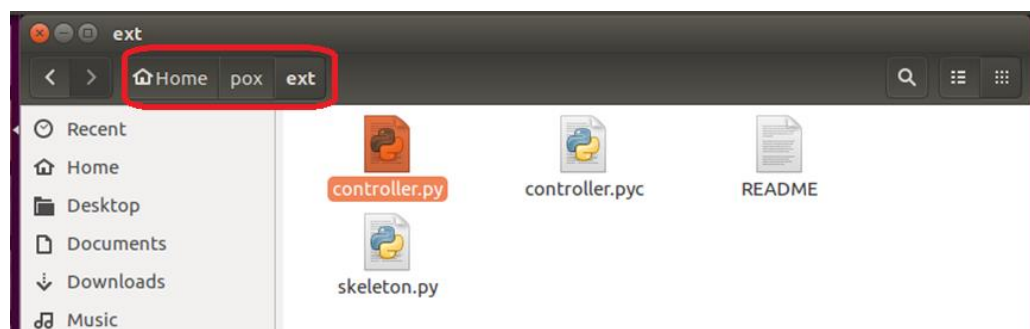 ext
Home pox ext
Recent
Home
Desktop
Documents
Downloads
Music
controller.py controller.pyc README
skeleton.py